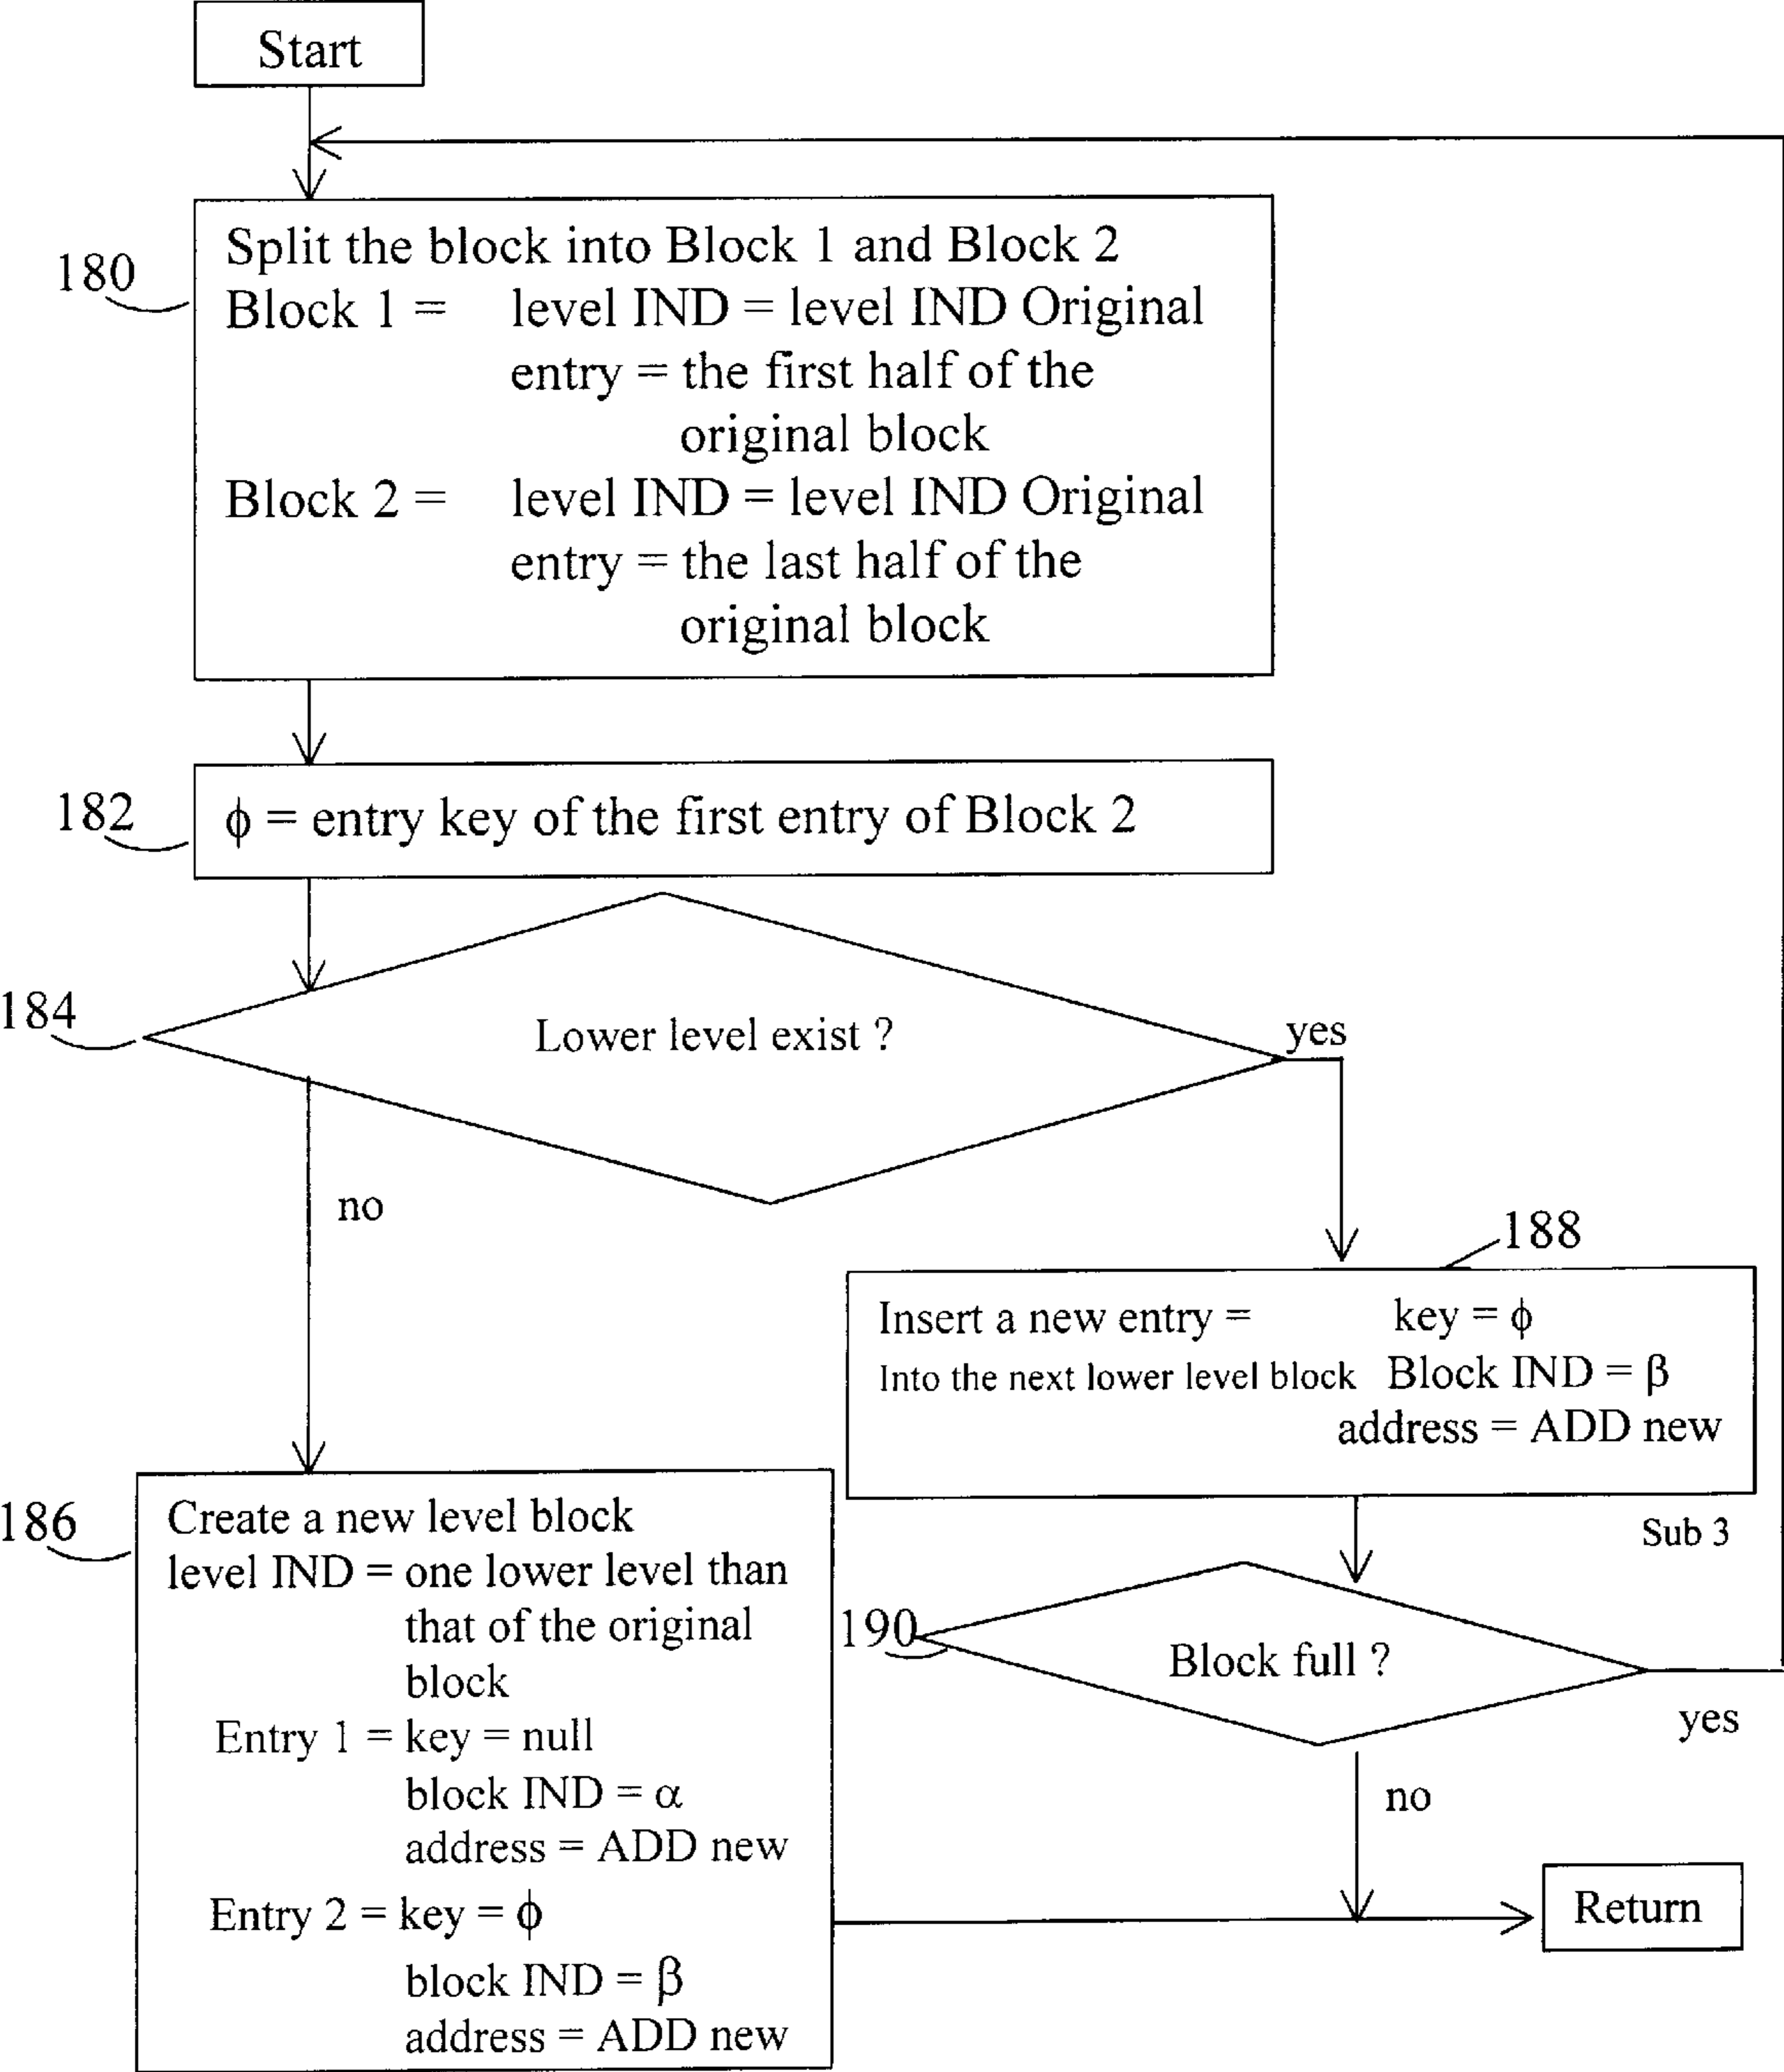 Start
180
Split the block into Block 1 and Block 2
Block 1 = level IND = level IND Original
entry = the first half of the
original block
Block 2 = level IND = level IND Original
entry = the last half of the
original block
182
ϕ = entry key of the first entry of Block 2
184
Lower level exist ?
yes
no
188
Insert a new entry = key = ϕ
Into the next lower level block Block IND = β
address = ADD new
Sub 3
190
Block full ?
yes
no
186
Create a new level block
level IND = one lower level than
that of the original
block
Entry 1 = key = null
block IND = α
address = ADD new
Entry 2 = key = ϕ
block IND = β
address = ADD new
Return